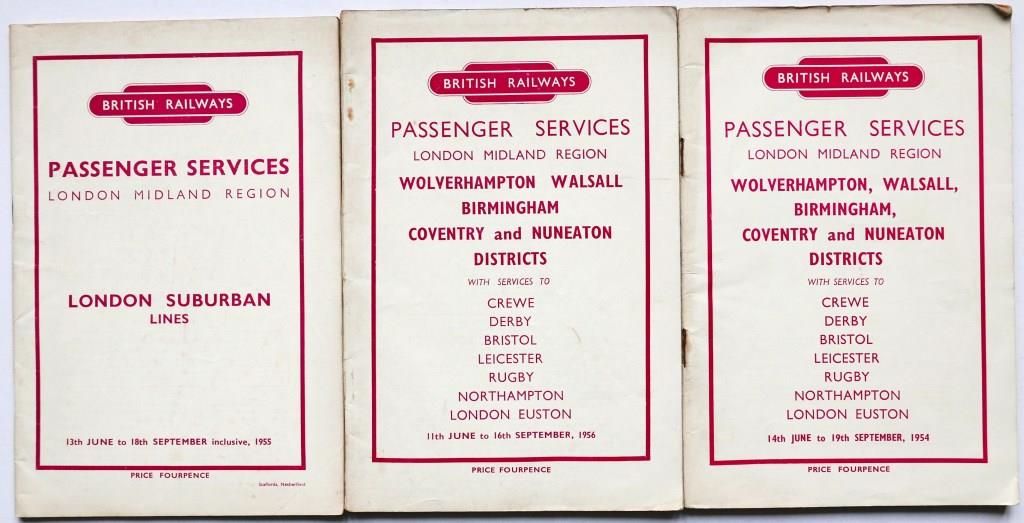 BRITISH RAILWAYS
PASSENGER SERVICES
LONDON MIDLAND REGION
LONDON SUBURBAN
LINES
13th JUNE to 18th SEPTEMBER inclusive, 1955
PRICE FOURPENCE
Staffords, Netherfield
BRITISH RAILWAYS
PASSENGER SERVICES
LONDON MIDLAND REGION
WOLVERHAMPTON WALSALL
BIRMINGHAM
COVENTRY and NUNEATON
DISTRICTS
WITH SERVICES TO
CREWE
DERBY
BRISTOL
LEICESTER
RUGBY
NORTHAMPTON
LONDON EUSTON
11th JUNE to 16th SEPTEMBER, 1956
PRICE FOURPENCE
BRITISH RAILWAYS
PASSENGER SERVICES
LONDON MIDLAND REGION
WOLVERHAMPTON, WALSALL,
BIRMINGHAM,
COVENTRY and NUNEATON
DISTRICTS
WITH SERVICES TO
CREWE
DERBY
BRISTOL
LEICESTER
RUGBY
NORTHAMPTON
LONDON EUSTON
14th JUNE to 19th SEPTEMBER, 1954
PRICE FOURPENCE